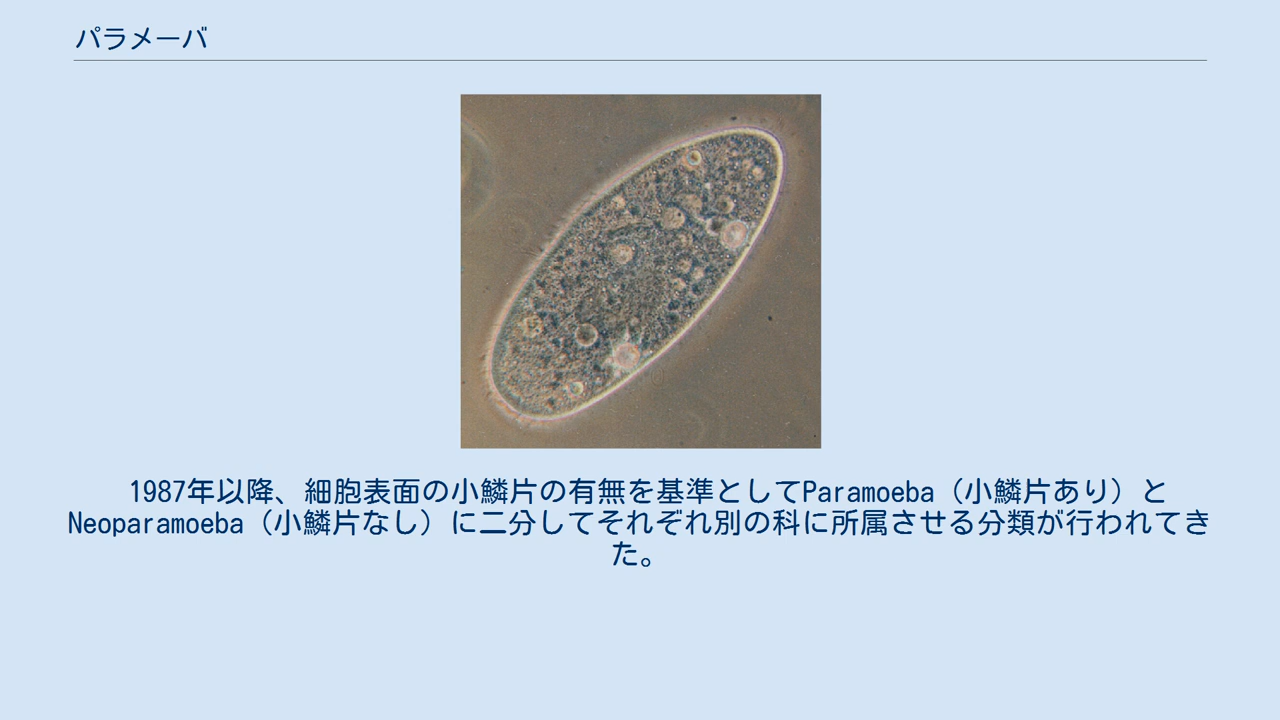 パラメーバ
1987年以降、細胞表面の小鱗片の有無を基準としてParamoeba（小鱗片あり）と
Neoparamoeba（小鱗片なし）に二分してそれぞれ別の科に所属させる分類が行われてき
た。